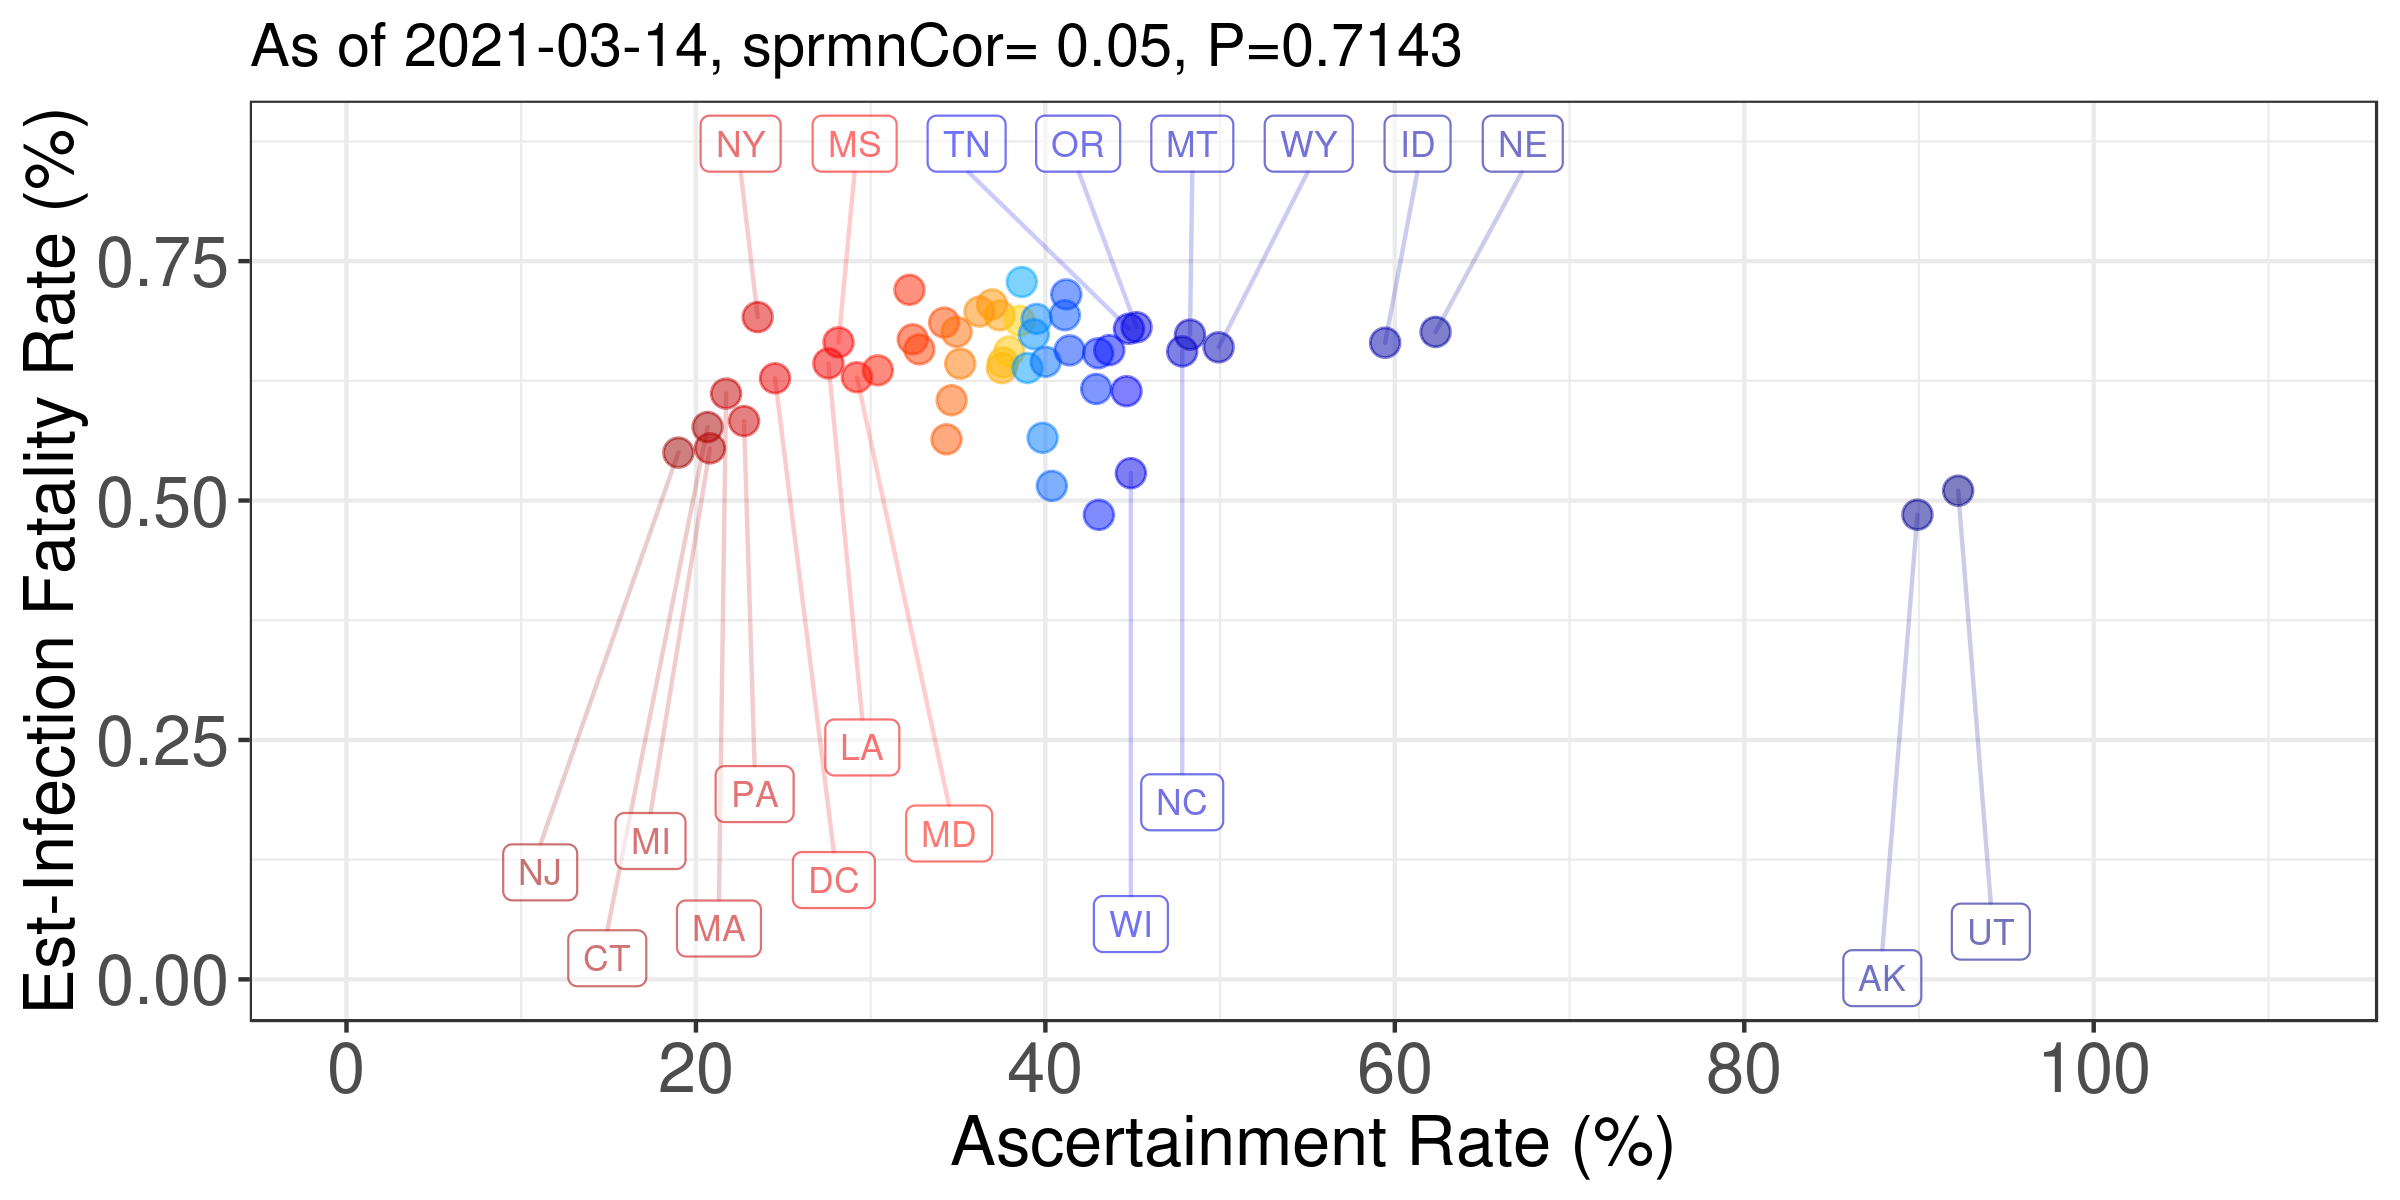 As of 2021-03-14, sprmnCor= 0.05, P=0.7143
Est-Infection Fatality Rate (%)
NY MS TN OR MT WY ID NE
0.75
0.50
0.25
0.00
LA
PA
NC
MD
MI
NJ
DC
WI
MA
UT
CT
AK
0 20 40 60 80 100
Ascertainment Rate (%)